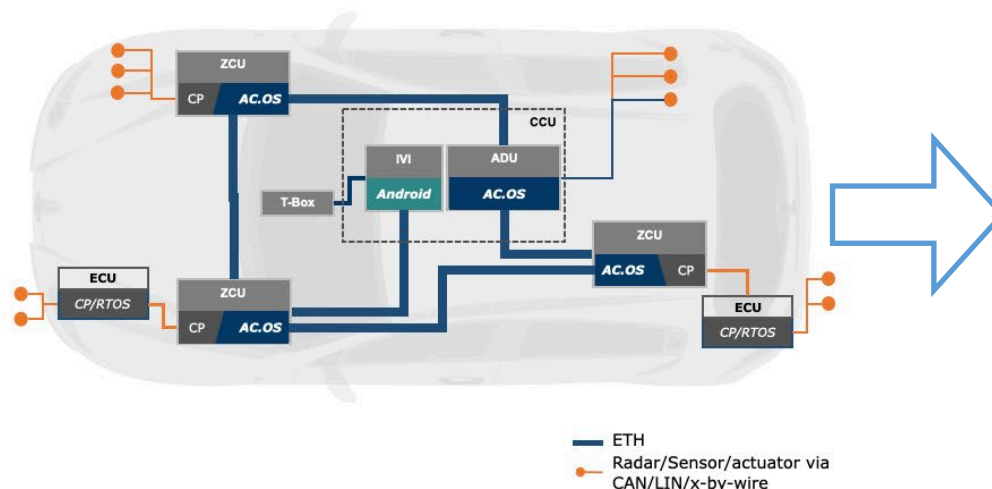 ZCU
CP AC.OS
CCU
IVI
Android
ADU
AC.OS
T-Box
ZCU
AC.OS CP
ECU
CP/RTOS
ZCU
CP AC.OS
ECU
CP/RTOS
ETH
Radar/Sensor/actuator via
CAN/LIN/x-by-wire